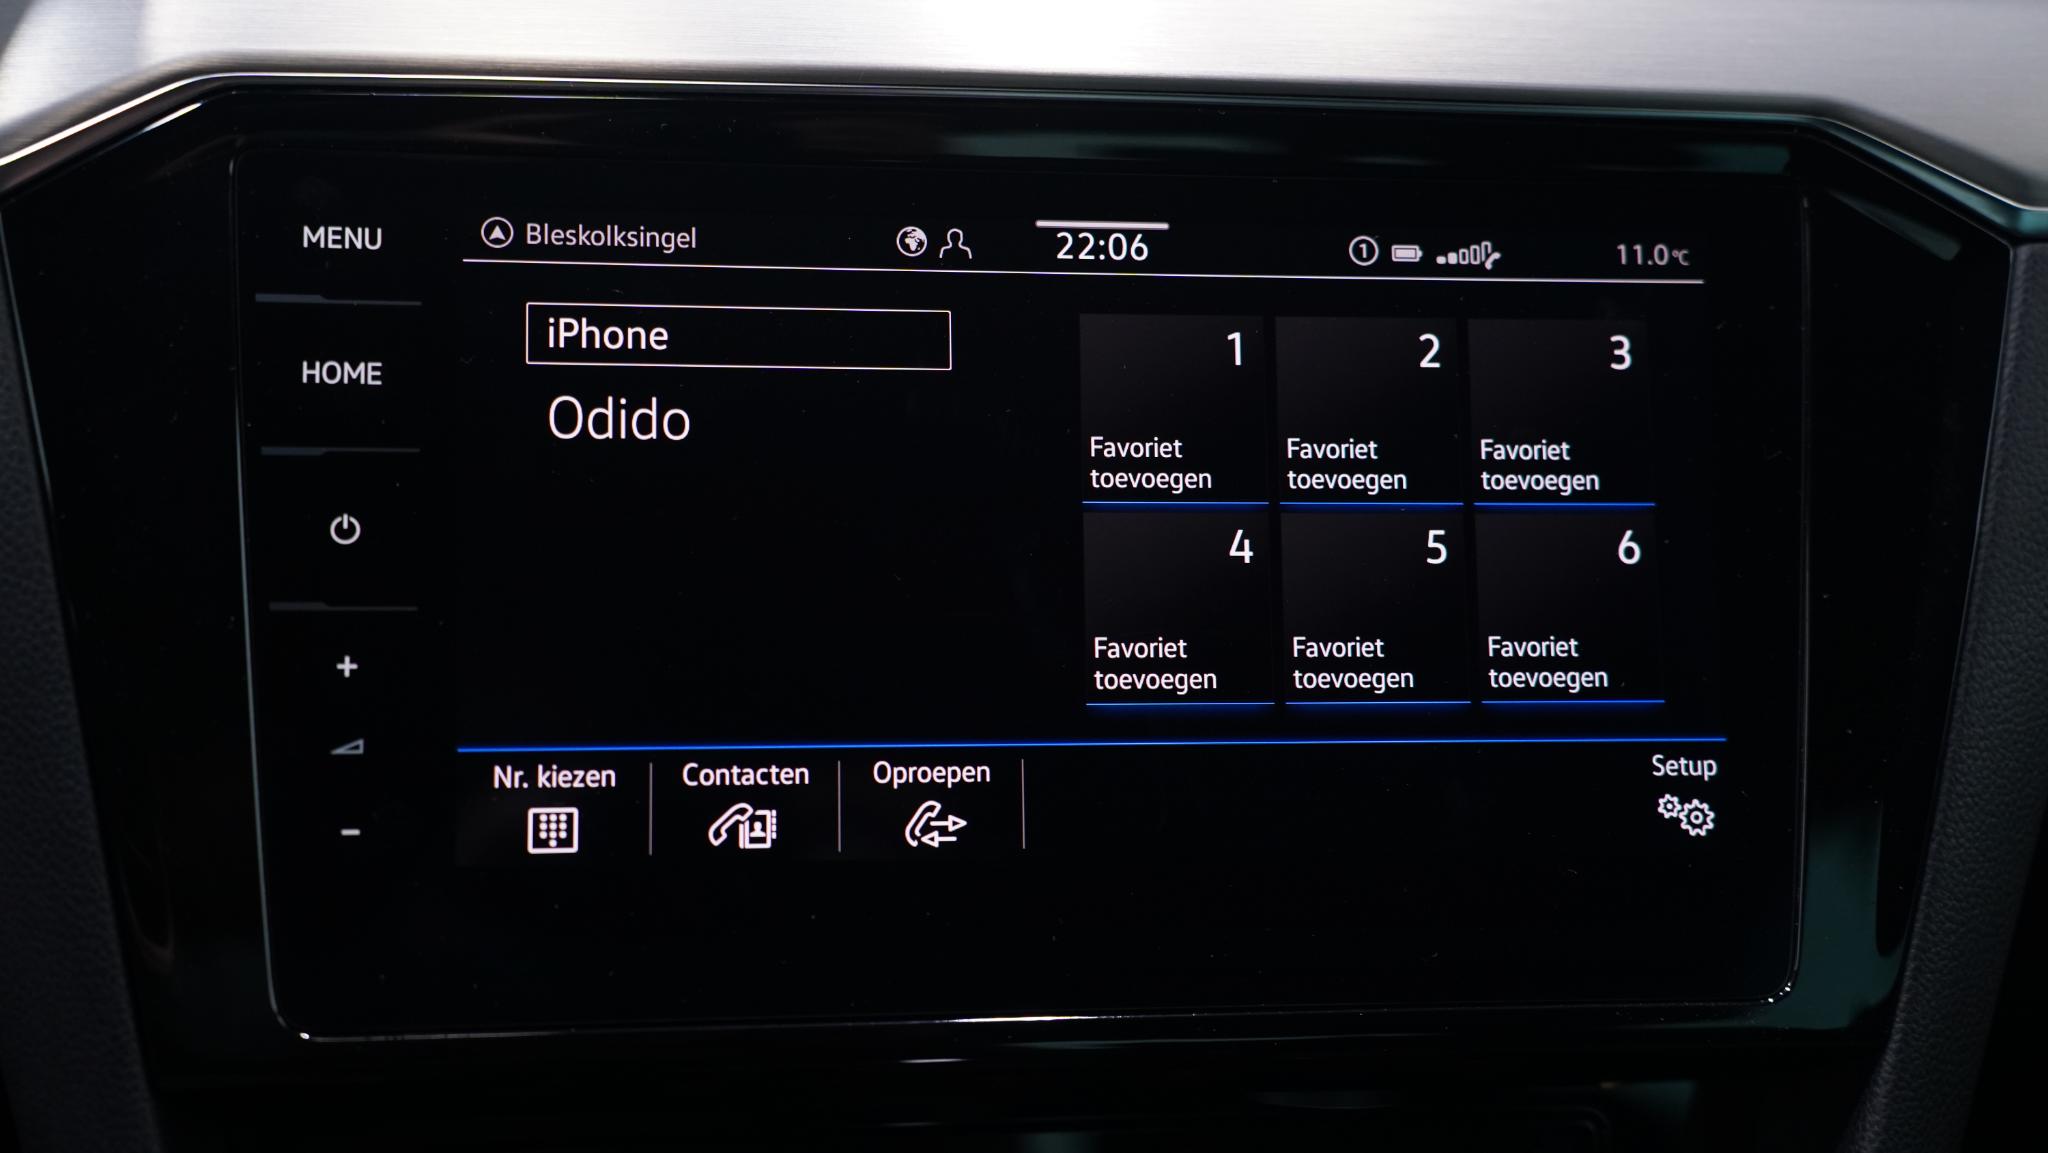 MENU
Bleskolksingel
22:06
1
11.0°C
HOME
iPhone
Odido
1
2
3
Favoriet
toevoegen
Favoriet
toevoegen
Favoriet
toevoegen
4
5
6
Favoriet
toevoegen
Favoriet
toevoegen
Favoriet
toevoegen
+
-
Nr. kiezen
Contacten
Oproepen
Setup